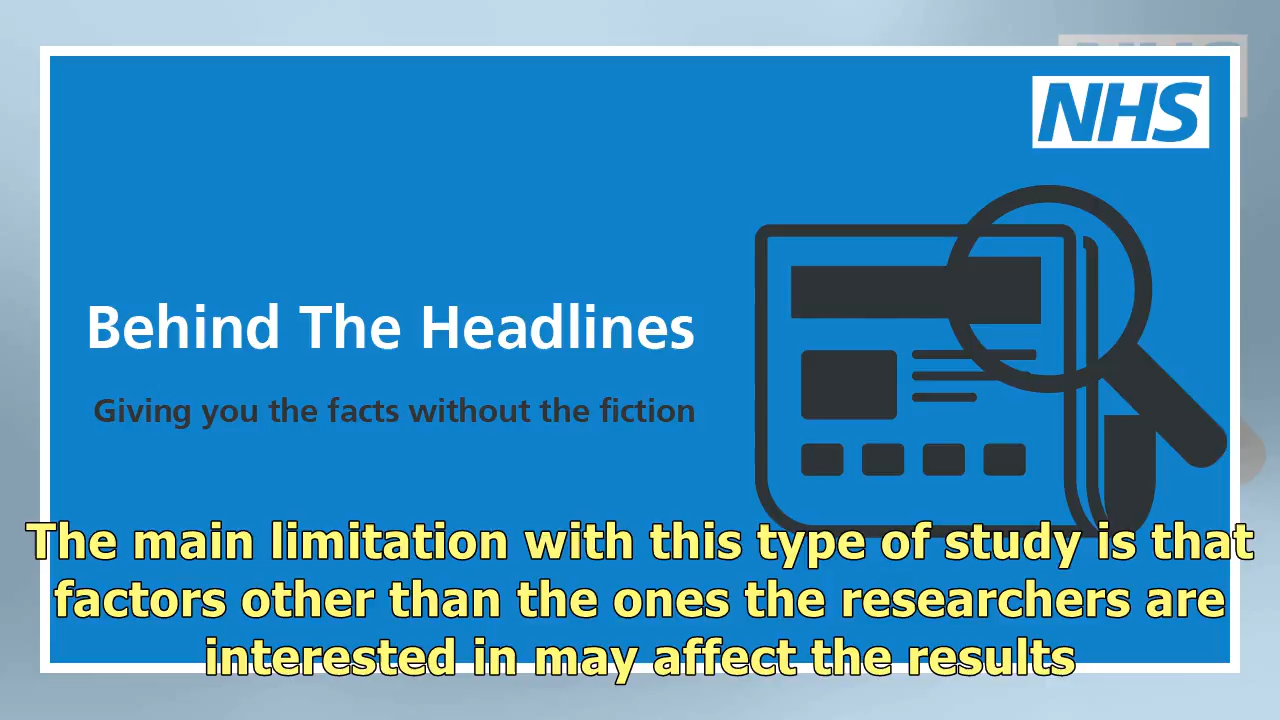 NHS
Behind The Headlines
Giving you the facts without the fiction
The main limitation with this type of study is that
factors other than the ones the researchers are
interested in may affect the results